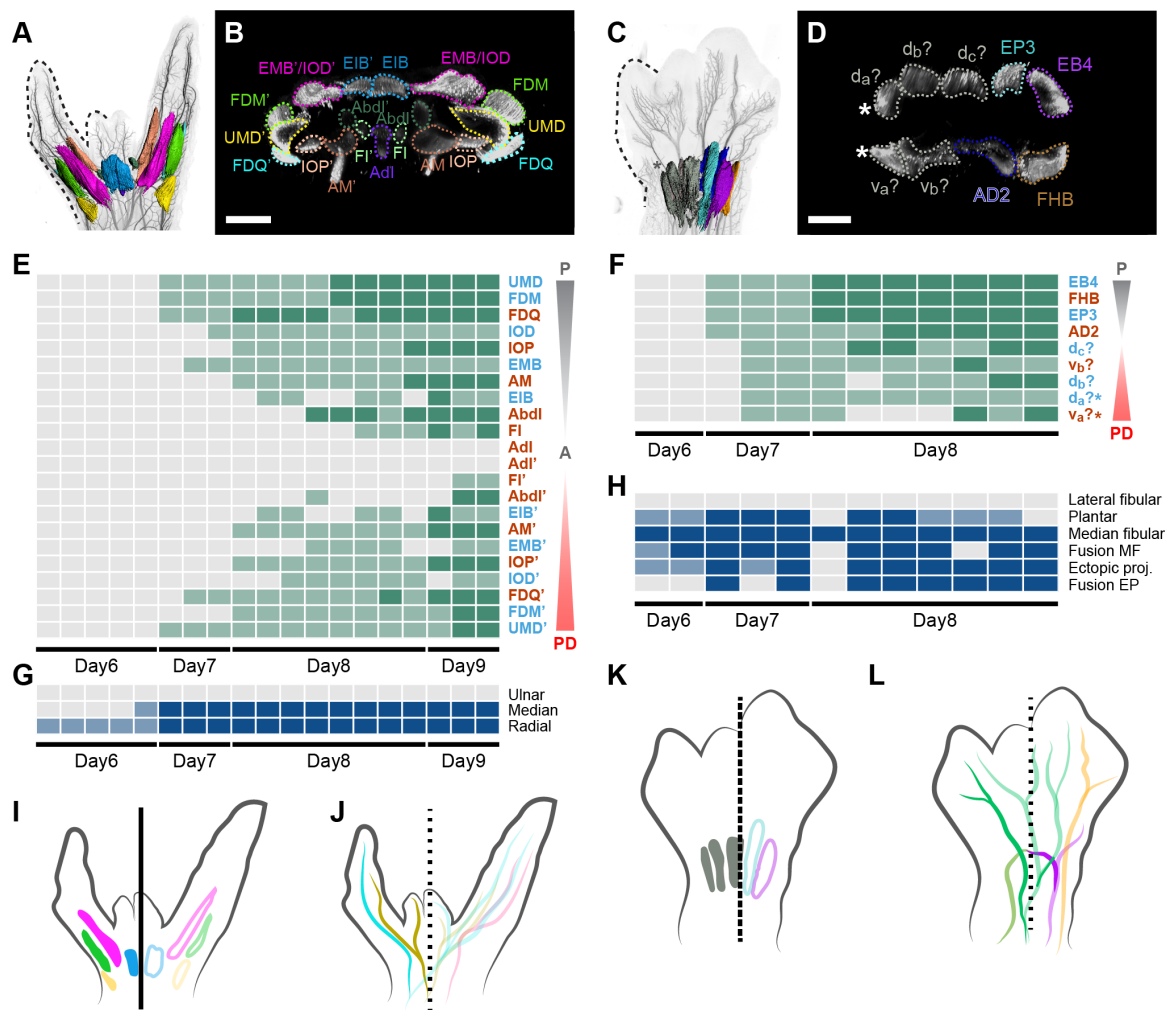 A
B
EMB'/IOD' EIB' EIB EMB/IOD
FDM' AbdI' AbdI FDM
UMD' UMD
FDQ' IOP' FI' FI AM IOP FDQ
AM' AdI
C
D
da? db? dc? EP3 EB4
*
*
*
va? vb? AD2 FHB
E
P
UMD
FDM
FDQ
IOD
IOP
EMB
AM
EIB
AbdI
FI
AdI
A
AdI'
FI'
AbdI'
EIB'
AM'
EMB'
IOP'
IOD'
FDQ'
FDM'
UMD'
PD
Day6 Day7 Day8 Day9
F
P
EB4
FHB
EP3
AD2
dc?
vb?
db?
da?*
va?*
PD
Day6 Day7 Day8
G
Ulnar
Median
Radial
Day6 Day7 Day8 Day9
H
Lateral fibular
Plantar
Median fibular
Fusion MF
Ectopic proj.
Fusion EP
Day6 Day7 Day8
I
J
K
L